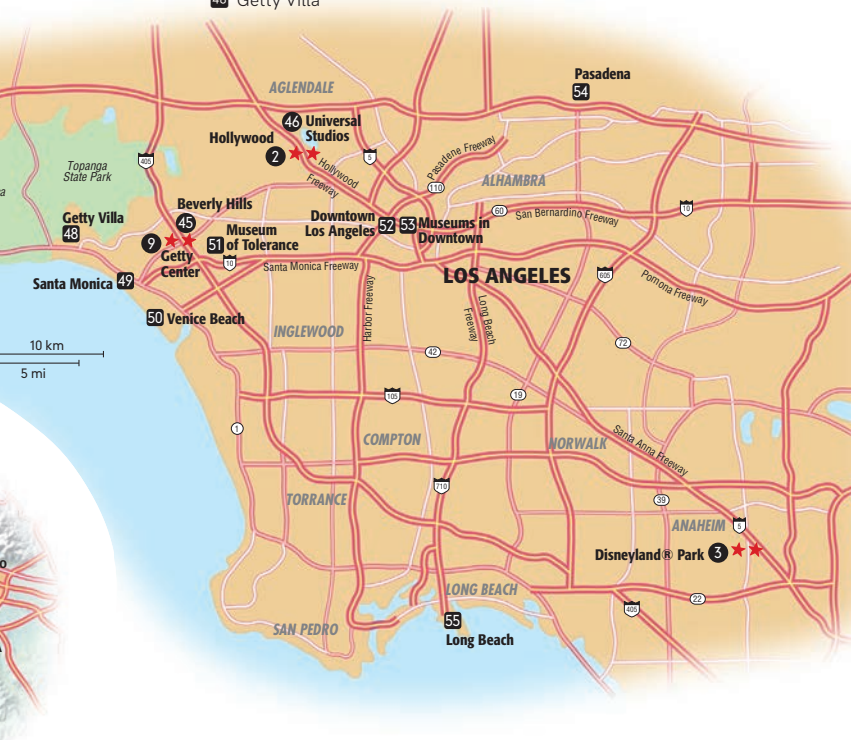 48 Getty Villa
Pasadena
54
AGLENDALE
46 Universal
Studios
Hollywood
2
5
Hollywood
Freeway
Pasadene Freeway
110
405
Topanga
State Park
a
ALHAMBRA
10
60
San Bernardino Freeway
Beverly Hills
45
Getty Villa
48
9
Getty
Center
51
Museum
of Tolerance
Downtown
Los Angeles
52
53
Museums in
Downtown
10
Santa Monica Freeway
LOS ANGELES
605
Pomona Freeway
Santa Monica 49
50 Venice Beach
Harbor Freeway
Long Beach
Freeway
INGLEWOOD
10 km
5 mi
42
72
105
19
1
COMPTON
NORWALK
Santa Anna Freeway
710
TORRANCE
39
ANAHEIM
5
Disneyland® Park 3
o
LONG BEACH
22
405
SAN PEDRO
55
Long Beach